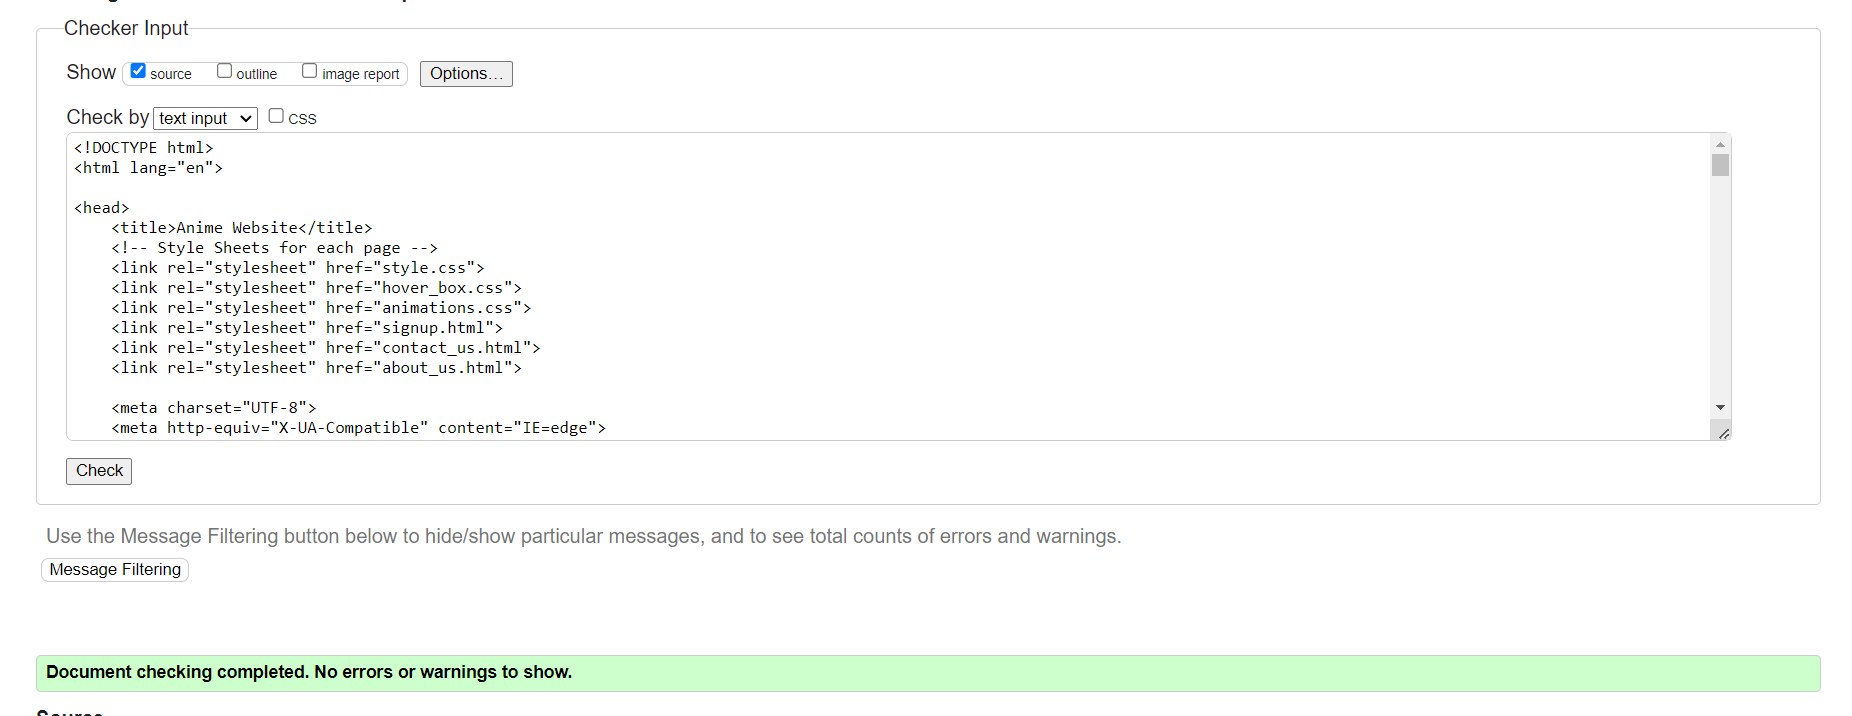 Checker Input
Show source outline image report Options...
Check by text input CSS
<!DOCTYPE html>
<html lang="en">
<head>
<title>Anime Website</title>
<!-- Style Sheets for each page -->
<link rel="stylesheet" href="style.css">
<link rel="stylesheet" href="hover_box.css">
<link rel="stylesheet" href="animations.css">
<link rel="stylesheet" href="signup.html">
<link rel="stylesheet" href="contact_us.html">
<link rel="stylesheet" href="about_us.html">
<meta charset="UTF-8">
<meta http-equiv="X-UA-Compatible" content="IE=edge">
Check
Use the Message Filtering button below to hide/show particular messages, and to see total counts of errors and warnings.
Message Filtering
Document checking completed. No errors or warnings to show.
Source